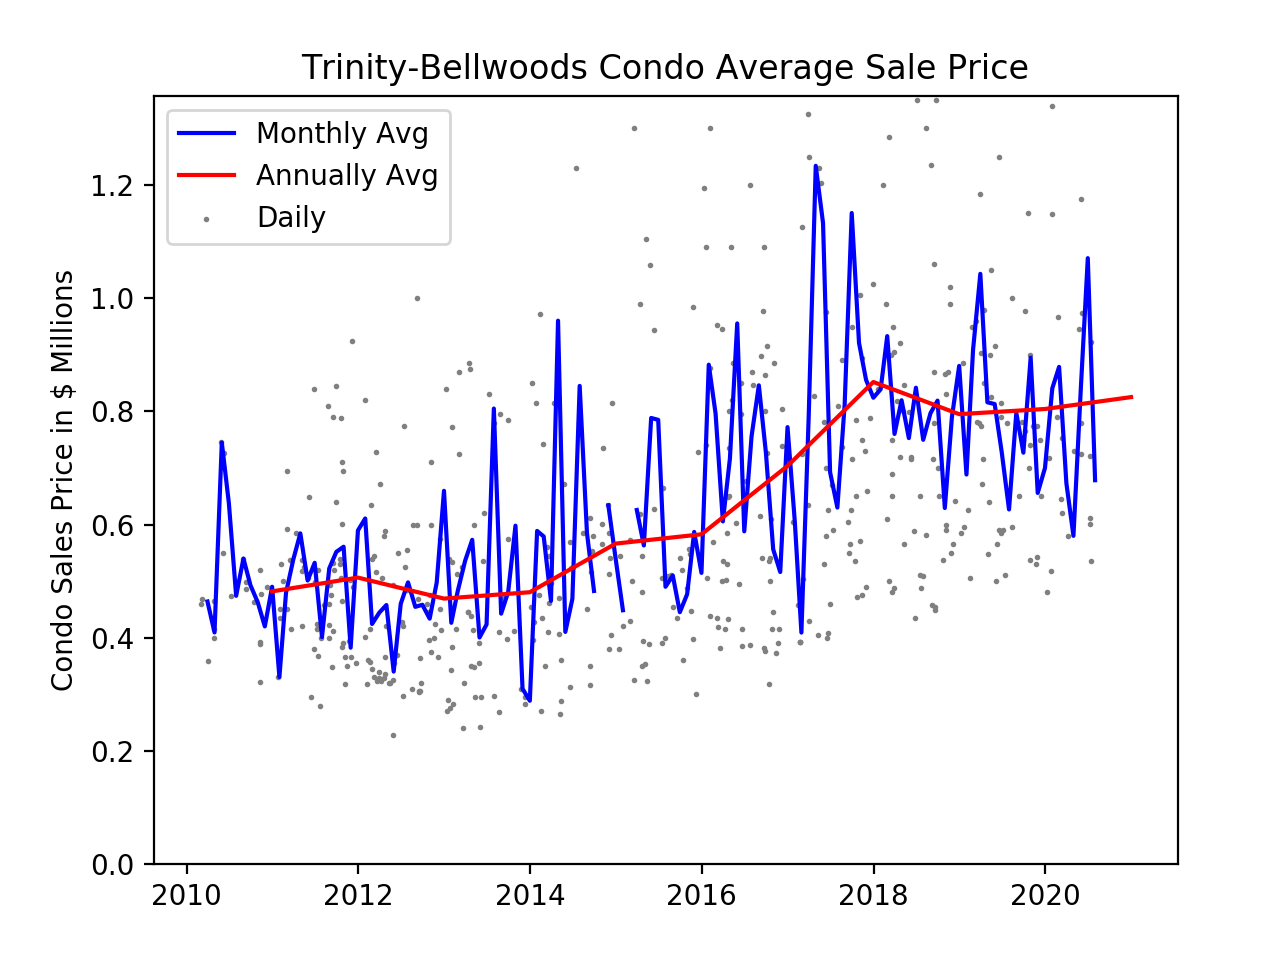 Trinity-Bellwoods Condo Average Sale Price
Monthly Avg
Annually Avg
Daily
Condo Sales Price in $ Millions
1.2
1.0
0.8
0.6
0.4
0.2
0.0
2010 2012 2014 2016 2018 2020